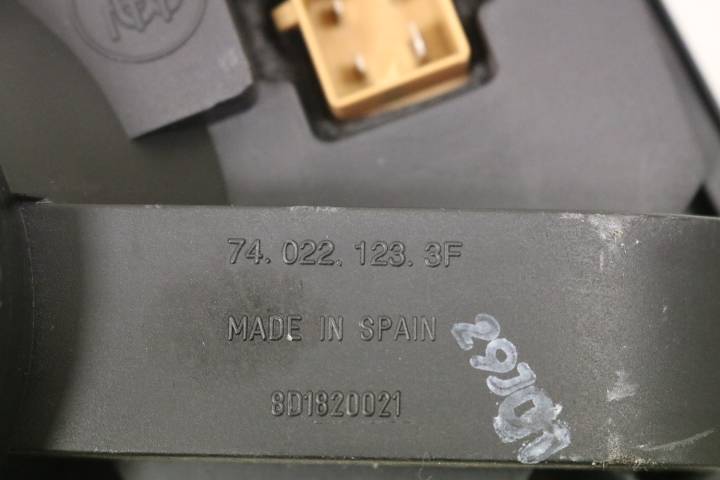 74. 022. 123. 3F
MADE IN SPAIN
8D1820021